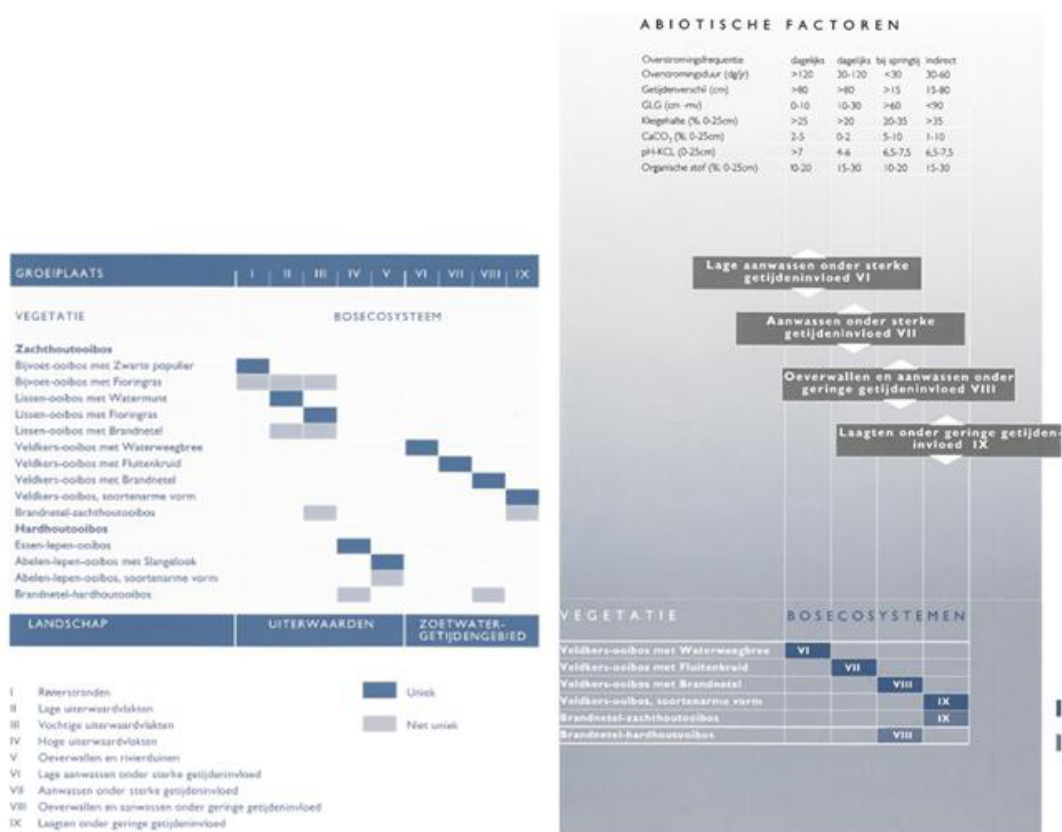 GROEIPLAATS I II III IV V VI VII VIII IX
VEGETATIE BOSECOSYSTEEM
Zachthoutooibos
Bijvoet-ooibos met Zwarte populier
Bijvoet-ooibos met Fioringras
Lissen-ooibos met Watermunt
Lissen-ooibos met Fioringras
Lissen-ooibos met Brandnetel
Veldkers-ooibos met Waterweegbree
Veldkers-ooibos met Fluitenkruid
Veldkers-ooibos met Brandnetel
Veldkers-ooibos, soortenarme vorm
Brandnetel-zachthoutooibos
Hardhoutooibos
Essen-Iepen-ooibos
Abelen-Iepen-ooibos met Slangelook
Abelen-Iepen-ooibos, soortenarme vorm
Brandnetel-hardhoutooibos
LANDSCHAP UITERWAARDEN ZOETWATER-
GETIJDENGEBIED
I Rivierstranden
II Lage uiterwaardvlakten
III Vochtige uiterwaardvlakten
IV Hoge uiterwaardvlakten
V Oeverwallen en rivierduinen
VI Lage aanwassen onder sterke getijdeninvloed
VII Aanwassen onder sterke getijdeninvloed
VIII Oeverwallen en aanwassen onder geringe getijdeninvloed
IX Laagten onder geringe getijdeninvloed
Uniek
Niet uniek
ABIOTISCHE FACTOREN
Overstromingsfrequentie dagelijks dagelijks bij springtij indirect
Overstromingsduur (dg/jr) >120 30-120 <30 30-60
Getijdenverschil (cm) >80 >80 >15 15-80
GLG (cm -mv) 0-10 10-30 >60 <90
Kleigehalte (%, 0-25cm) >25 >20 20-35 >35
CaCO3 (%, 0-25cm) 2-5 0-2 5-10 1-10
pH-KCL (0-25cm) >7 4-6 6,5-7,5 6,5-7,5
Organische stof (%, 0-25cm) 10-20 15-30 10-20 15-30
Lage aanwassen onder sterke
getijdeninvloed VI
Aanwassen onder sterke
getijdeninvloed VII
Oeverwallen en aanwassen onder
geringe getijdeninvloed VIII
Laagten onder geringe getijden-
invloed IX
VEGETATIE BOSECOSYSTEMEN
Veldkers-ooibos met Waterweegbree VI
Veldkers-ooibos met Fluitenkruid VII
Veldkers-ooibos met Brandnetel VIII
Veldkers-ooibos, soortenarme vorm IX
Brandnetel-zachthoutooibos IX
Brandnetel-hardhoutooibos VIII